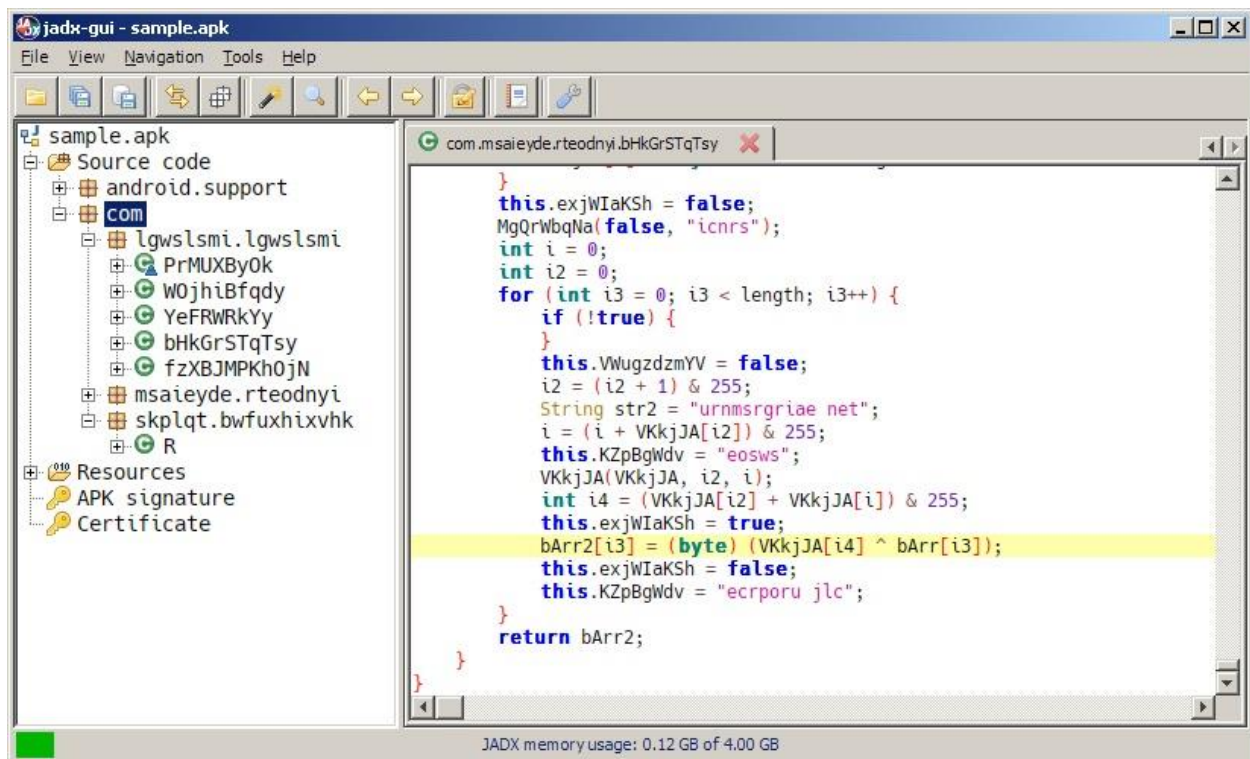 jadx-gui - sample.apk
File View Navigation Tools Help
sample.apk
Source code
android.support
com
lgwslsmi.lgwslsmi
PrMUXByOk
WOjhiBfqdy
YeFRWRkYy
bHkGrSTqTsy
fzXBJMPKhOjN
msaieyde.rteodnyi
skplqt.bwfuxhixvhk
R
Resources
APK signature
Certificate
com.msaieyde.rteodnyi.bHkGrSTqTsy
}
this.exjWIaKSh = false;
MgQrWbqNa(false, "icnrs");
int i = 0;
int i2 = 0;
for (int i3 = 0; i3 < length; i3++) {
if (!true) {
}
this.VWugzdzmYV = false;
i2 = (i2 + 1) & 255;
String str2 = "urnmsrgriae net";
i = (i + VKkjJA[i2]) & 255;
this.KZpBgWdv = "eosws";
VKkjJA(VKkjJA, i2, i);
int i4 = (VKkjJA[i2] + VKkjJA[i]) & 255;
this.exjWIaKSh = true;
bArr2[i3] = (byte) (VKkjJA[i4] ^ bArr[i3]);
this.exjWIaKSh = false;
this.KZpBgWdv = "ecrporu jlc";
}
return bArr2;
}
}
JADX memory usage: 0.12 GB of 4.00 GB